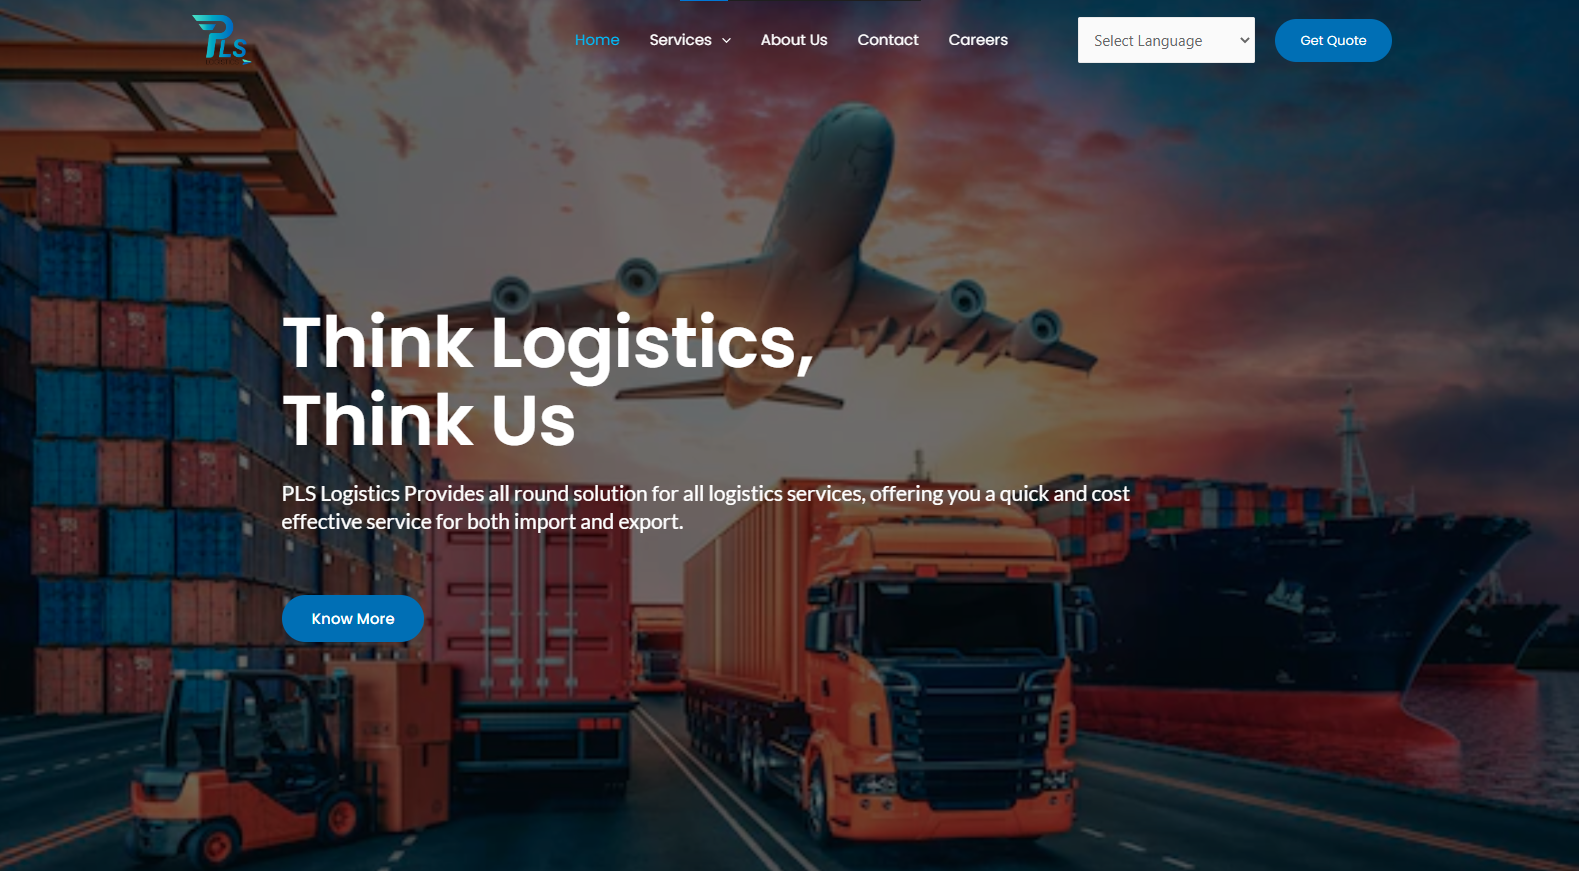 PLS
Home
Services
About Us
Contact
Careers
Select Language
Get Quote
Think Logistics,
Think Us
PLS Logistics Provides all round solution for all logistics services, offering you a quick and cost
effective service for both import and export.
Know More